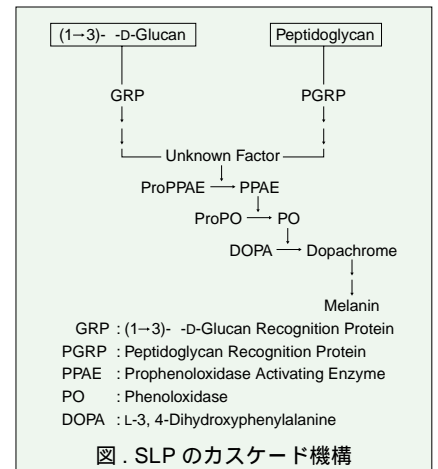 (1→3)- -D-Glucan
Peptidoglycan
GRP
PGRP
Unknown Factor
ProPPAE → PPAE
ProPO → PO
DOPA → Dopachrome
Melanin
GRP : (1→3)- -D-Glucan Recognition Protein
PGRP : Peptidoglycan Recognition Protein
PPAE : Prophenoloxidase Activating Enzyme
PO : Phenoloxidase
DOPA : L-3, 4-Dihydroxyphenylalanine
図 . SLP のカスケード機構